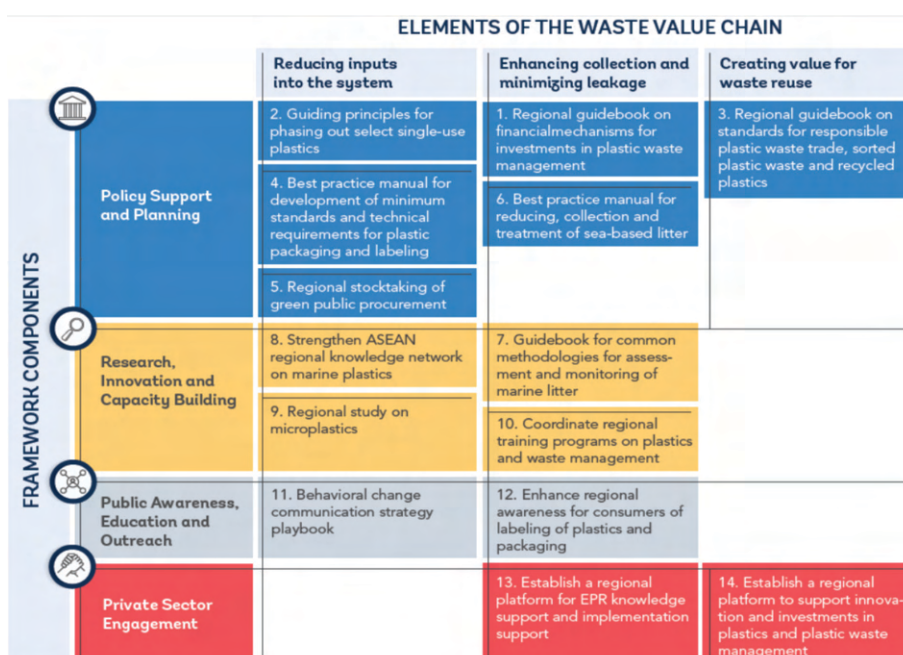 ELEMENTS OF THE WASTE VALUE CHAIN
Reducing inputs
into the system
Enhancing collection and
minimizing leakage
Creating value for
waste reuse
FRAMEWORK COMPONENTS
Policy Support
and Planning
2. Guiding principles for
phasing out select single-use
plastics
4. Best practice manual for
development of minimum
standards and technical
requirements for plastic
packaging and labeling
5. Regional stocktaking of
green public procurement
1. Regional guidebook on
financialmechanisms for
investments in plastic waste
management
6. Best practice manual for
reducing, collection and
treatment of sea-based litter
3. Regional guidebook on
standards for responsible
plastic waste trade, sorted
plastic waste and recycled
plastics
Research,
Innovation and
Capacity Building
8. Strengthen ASEAN
regional knowledge network
on marine plastics
9. Regional study on
microplastics
7. Guidebook for common
methodologies for assess-
ment and monitoring of
marine litter
10. Coordinate regional
training programs on plastics
and waste management
Public Awareness,
Education and
Outreach
11. Behavioral change
communication strategy
playbook
12. Enhance regional
awareness for consumers of
labeling of plastics and
packaging
Private Sector
Engagement
13. Establish a regional
platform for EPR knowledge
support and implementation
support
14. Establish a regional
platform to support innova-
tion and investments in
plastics and plastic waste
management